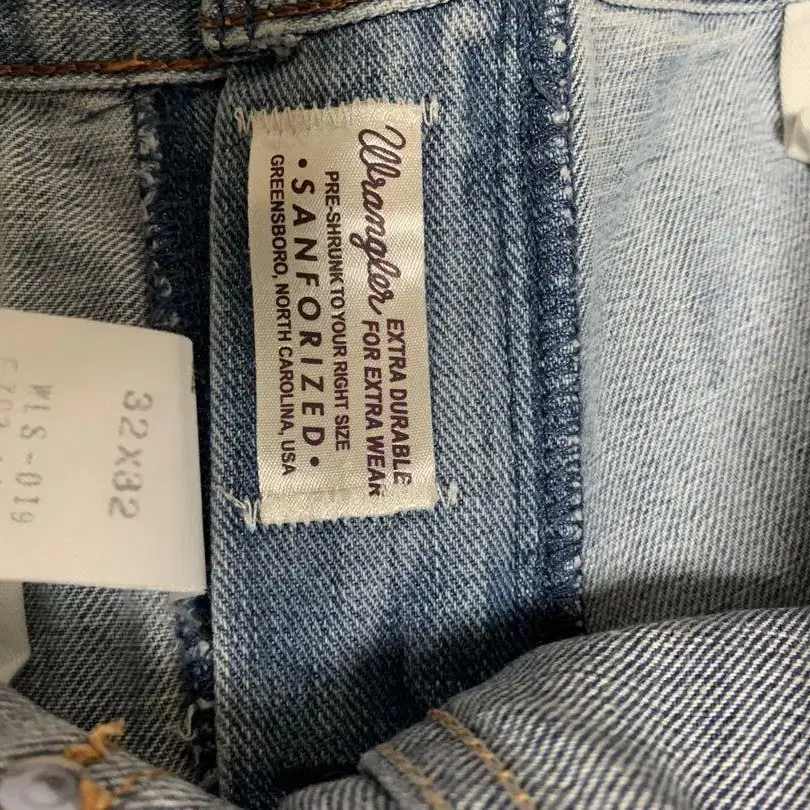 Wrangler
EXTRA DURABLE
FOR EXTRA WEAR
PRE-SHRUNK TO YOUR RIGHT SIZE
• SANFORIZED •
GREENSBORO, NORTH CAROLINA, USA
32X32
WLS-019